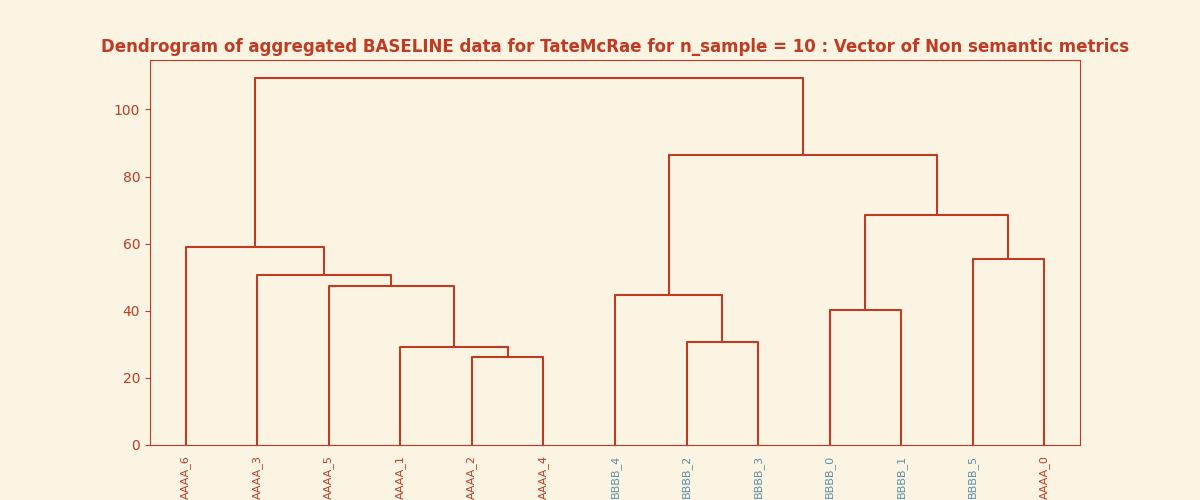 Dendrogram of aggregated BASELINE data for TateMcRae for n_sample = 10 : Vector of Non semantic metrics
100
80
60
40
20
0
AAAA_6
AAAA_3
AAAA_5
AAAA_1
AAAA_2
AAAA_4
BBBB_4
BBBB_2
BBBB_3
BBBB_0
BBBB_1
BBBB_5
AAAA_0